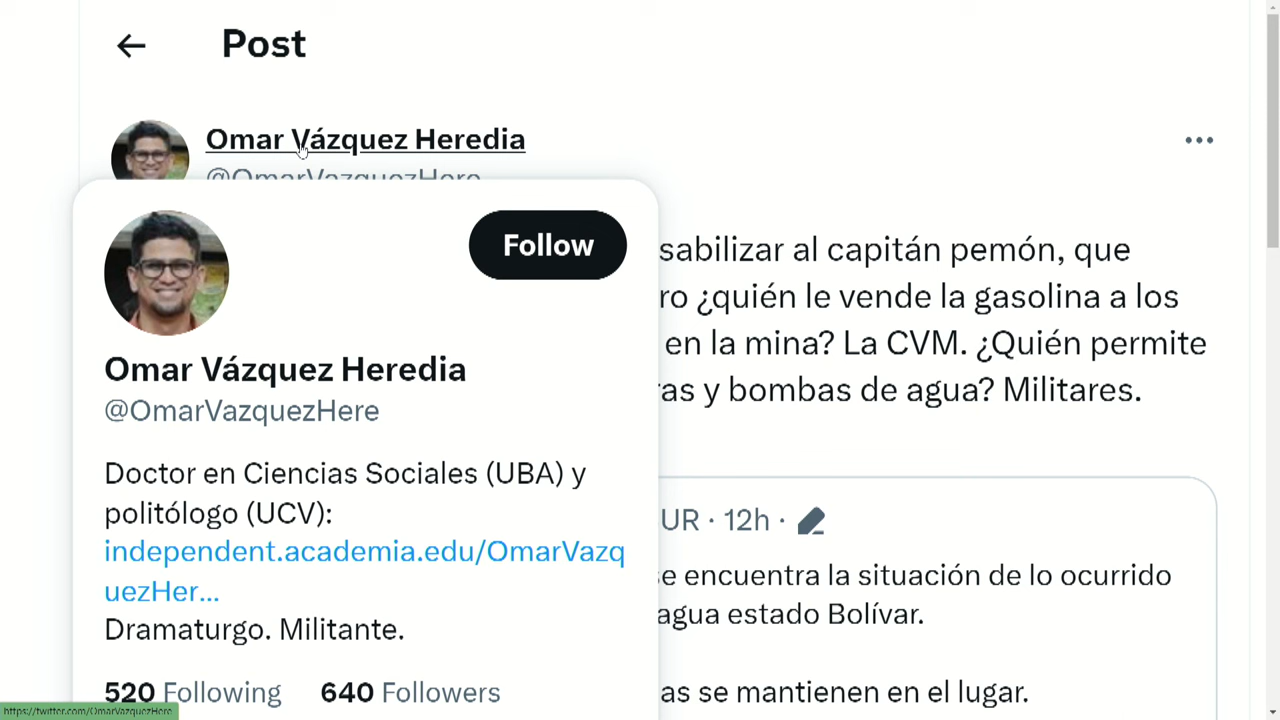 Post
Omar Vázquez Heredia
@OmarVazquezHere
Follow
Omar Vázquez Heredia
@OmarVazquezHere
Doctor en Ciencias Sociales (UBA) y
politólogo (UCV):
independent.academia.edu/OmarVazq
uezHer...
Dramaturgo. Militante.
520 Following 640 Followers
sabilizar al capitán pemón, que
ro ¿quién le vende la gasolina a los
en la mina? La CVM. ¿Quién permite
as y bombas de agua? Militares.
UR · 12h ·
se encuentra la situación de lo ocurrido
agua estado Bolívar.
as se mantienen en el lugar.
https://twitter.com/OmarVazquezHere